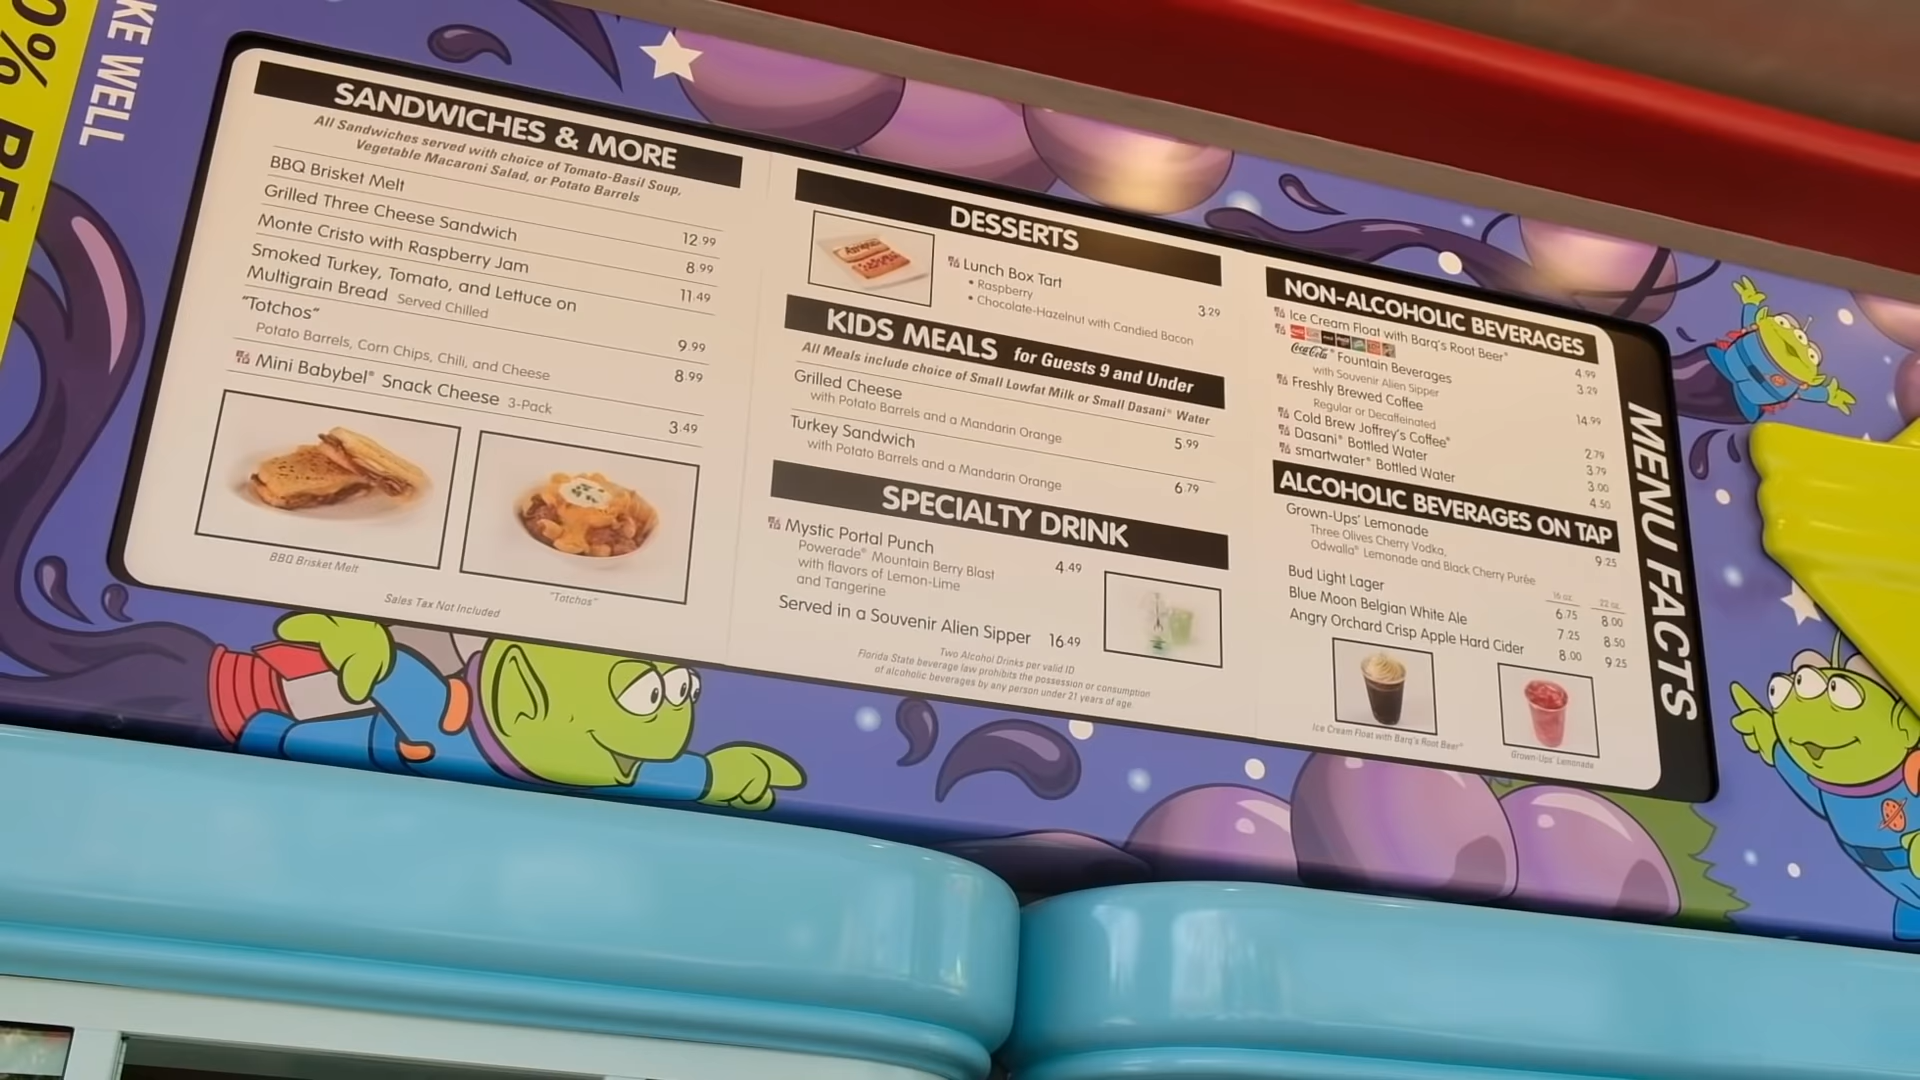 0% RE
KE WELL
SANDWICHES & MORE
All Sandwiches served with choice of Tomato-Basil Soup,
Vegetable Macaroni Salad, or Potato Barrels
BBQ Brisket Melt 12.99
Grilled Three Cheese Sandwich 8.99
Monte Cristo with Raspberry Jam 11.49
Smoked Turkey, Tomato, and Lettuce on
Multigrain Bread Served Chilled 9.99
"Totchos" 8.99
Potato Barrels, Corn Chips, Chili, and Cheese
Mini Babybel® Snack Cheese 3-Pack 3.49
BBQ Brisket Melt
"Totchos"
Sales Tax Not Included
DESSERTS
Lunch Box Tart 3.29
• Raspberry
• Chocolate-Hazelnut with Candied Bacon
KIDS MEALS for Guests 9 and Under
All Meals include choice of Small Lowfat Milk or Small Dasani® Water
Grilled Cheese 5.99
with Potato Barrels and a Mandarin Orange
Turkey Sandwich 6.79
with Potato Barrels and a Mandarin Orange
SPECIALTY DRINK
Mystic Portal Punch 4.49
Powerade® Mountain Berry Blast
with flavors of Lemon-Lime
and Tangerine
Served in a Souvenir Alien Sipper 16.49
Two Alcohol Drinks per valid ID
Florida State beverage law prohibits the possession or consumption
of alcoholic beverages by any person under 21 years of age.
NON-ALCOHOLIC BEVERAGES
Ice Cream Float with Barq's Root Beer® 4.99
Coca-Cola® Fountain Beverages 3.29
with Souvenir Alien Sipper 14.99
Freshly Brewed Coffee 2.79
Regular or Decaffeinated
Cold Brew Joffrey's Coffee® 3.79
Dasani® Bottled Water 3.00
smartwater® Bottled Water 4.50
ALCOHOLIC BEVERAGES ON TAP
Grown-Ups' Lemonade 9.25
Three Olives Cherry Vodka,
Odwalla® Lemonade and Black Cherry Purée
16 oz. 22 oz.
Bud Light Lager 6.75 8.00
Blue Moon Belgian White Ale 7.25 8.50
Angry Orchard Crisp Apple Hard Cider 8.00 9.25
Ice Cream Float with Barq's Root Beer®
Grown-Ups' Lemonade
MENU FACTS